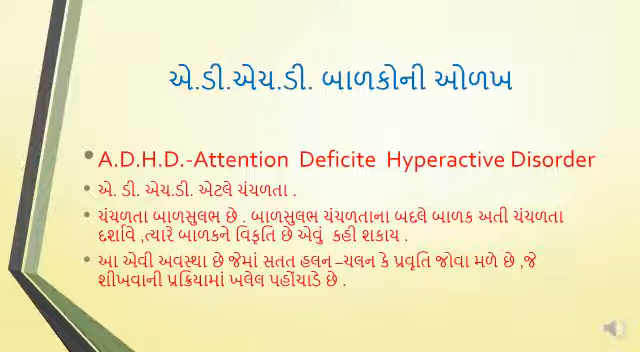 એ.ડી.એચ.ડી. બાળકોની ઓળખ
A.D.H.D.-Attention Deficite Hyperactive Disorder
એ. ડી. એચ.ડી. એટલે ચંચળતા .
ચંચળતા બાળસુલભ છે . બાળસુલભ ચંચળતાના બદલે બાળક અતી ચંચળતા
દર્શાવે ,ત્યારે બાળકને વિકૃતિ છે એવું કહી શકાય .
આ એવી અવસ્થા છે જેમાં સતત હલન –ચલન કે પ્રવૃતિ જોવા મળે છે ,જે
શીખવાની પ્રક્રિયામાં ખલેલ પહોંચાડે છે .